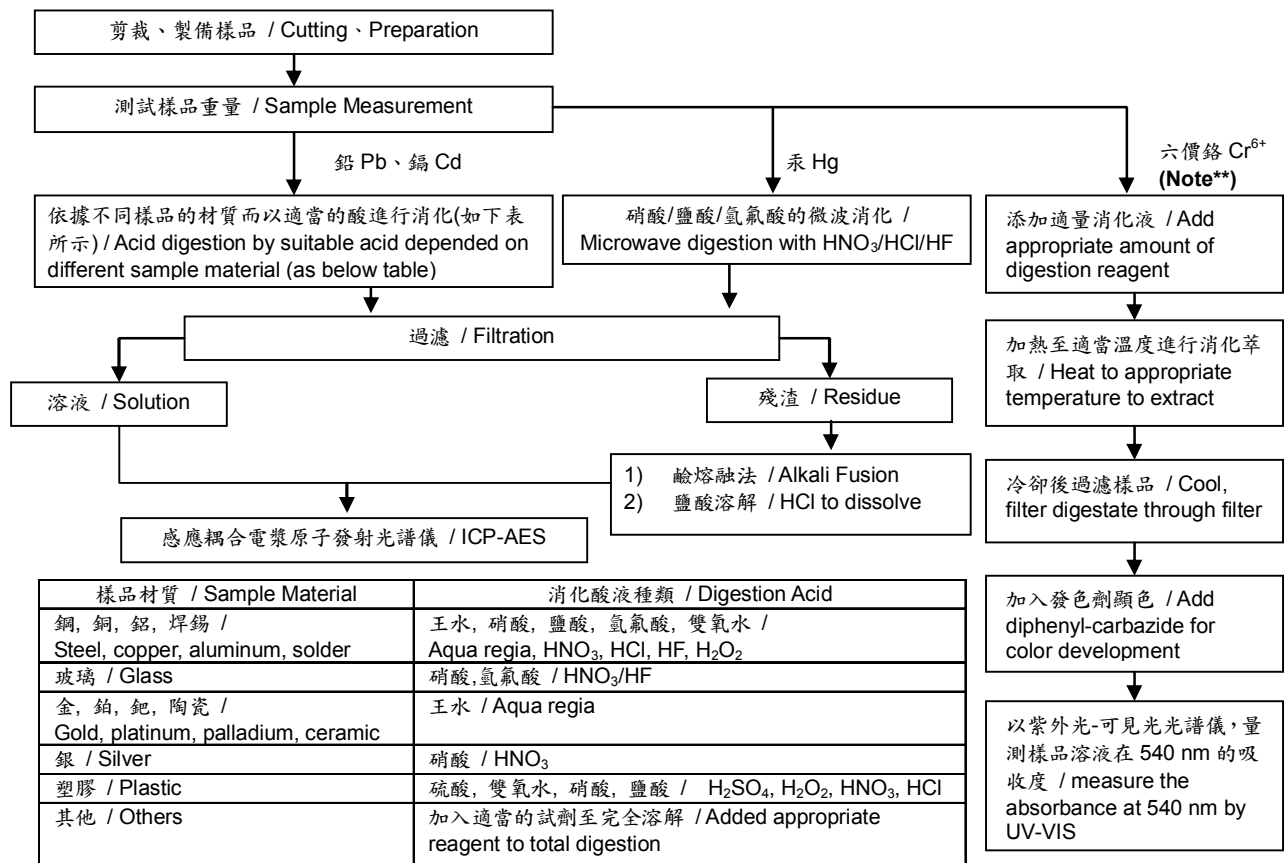 剪裁、製備樣品 / Cutting、Preparation
測試樣品重量 / Sample Measurement
鉛 Pb、鎘 Cd
汞 Hg
六價鉻 Cr⁶⁺
(Note**)
依據不同樣品的材質而以適當的酸進行消化(如下表
所示) / Acid digestion by suitable acid depended on
different sample material (as below table)
硝酸/鹽酸/氫氟酸的微波消化 /
Microwave digestion with HNO₃/HCl/HF
添加適量消化液 / Add
appropriate amount of
digestion reagent
過濾 / Filtration
加熱至適當溫度進行消化萃
取 / Heat to appropriate
temperature to extract
溶液 / Solution
殘渣 / Residue
1) 鹼熔融法 / Alkali Fusion
2) 鹽酸溶解 / HCl to dissolve
冷卻後過濾樣品 / Cool,
filter digestate through filter
感應耦合電漿原子發射光譜儀 / ICP-AES
加入發色劑顯色 / Add
diphenyl-carbazide for
color development
以紫外光-可見光光譜儀，量
測樣品溶液在 540 nm 的吸
收度 / measure the
absorbance at 540 nm by
UV-VIS
樣品材質 / Sample Material
消化酸液種類 / Digestion Acid
鋼, 銅, 鋁, 焊錫 /
Steel, copper, aluminum, solder
王水, 硝酸, 鹽酸, 氫氟酸, 雙氧水 /
Aqua regia, HNO₃, HCl, HF, H₂O₂
玻璃 / Glass
硝酸,氫氟酸 / HNO₃/HF
金, 鉑, 鈀, 陶瓷 /
Gold, platinum, palladium, ceramic
王水 / Aqua regia
銀 / Silver
硝酸 / HNO₃
塑膠 / Plastic
硫酸, 雙氧水, 硝酸, 鹽酸 / H₂SO₄, H₂O₂, HNO₃, HCl
其他 / Others
加入適當的試劑至完全溶解 / Added appropriate
reagent to total digestion